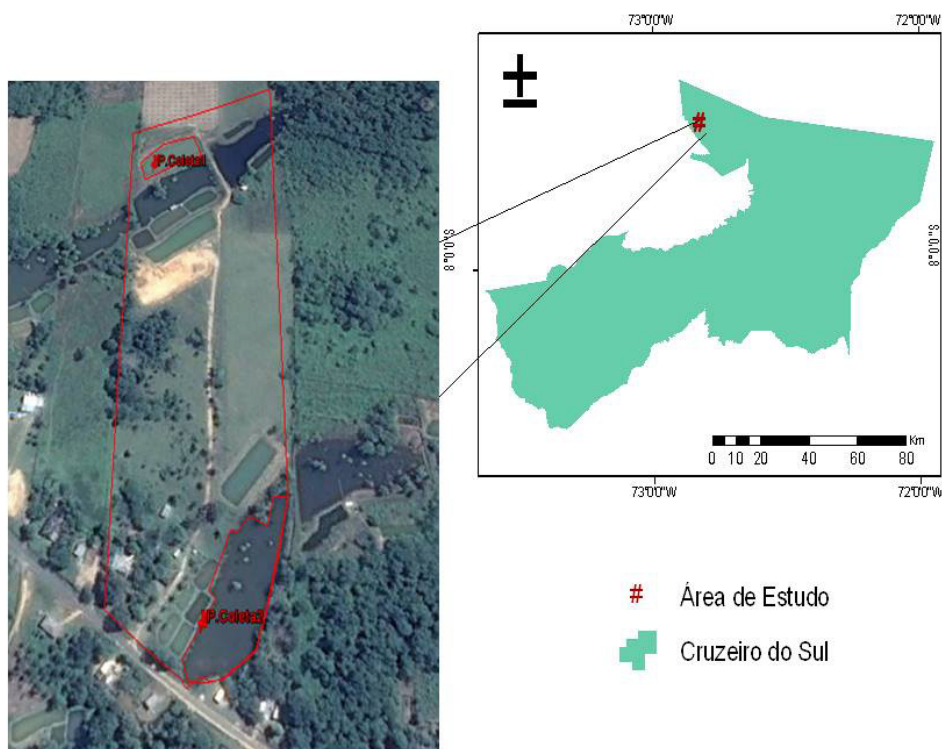 P.Coleta1
P.Coleta2
73°0'0"W
72°0'0"W
±
#
8°0'0"S
8°0'0"S
Km
0 10 20 40 60 80
73°0'0"W
72°0'0"W
# Área de Estudo
Cruzeiro do Sul